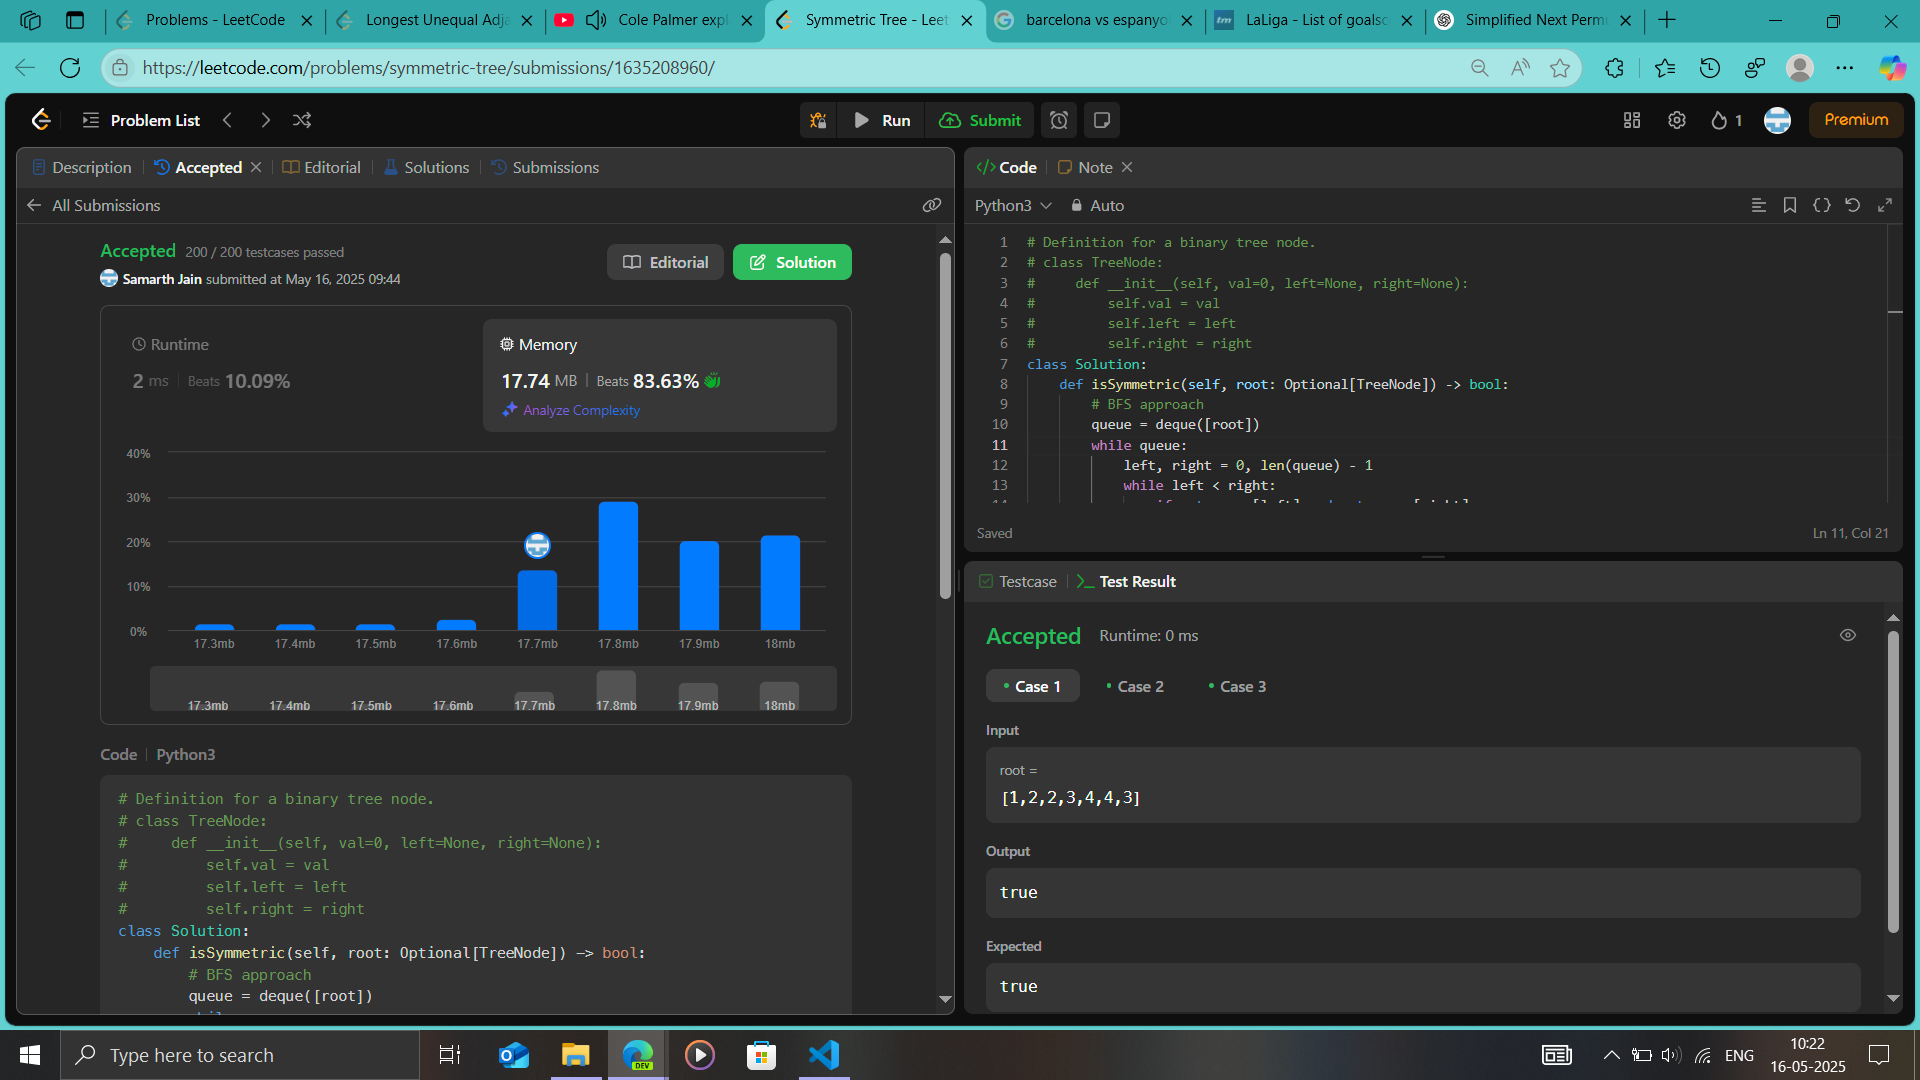 Problems - LeetCode
Longest Unequal Adja
Cole Palmer expl
Symmetric Tree - Leet
barcelona vs espanyo
LaLiga - List of goalsc
Simplified Next Perm
https://leetcode.com/problems/symmetric-tree/submissions/1635208960/
Problem List
Run
Submit
1
Premium
Description
Accepted
Editorial
Solutions
Submissions
All Submissions
Accepted 200 / 200 testcases passed
Samarth Jain submitted at May 16, 2025 09:44
Editorial
Solution
Runtime
2 ms Beats 10.09%
Memory
17.74 MB Beats 83.63%
Analyze Complexity
40%
30%
20%
10%
0%
17.3mb 17.4mb 17.5mb 17.6mb 17.7mb 17.8mb 17.9mb 18mb
17.3mb 17.4mb 17.5mb 17.6mb 17.7mb 17.8mb 17.9mb 18mb
Code Python3
# Definition for a binary tree node.
# class TreeNode:
#     def __init__(self, val=0, left=None, right=None):
#         self.val = val
#         self.left = left
#         self.right = right
class Solution:
    def isSymmetric(self, root: Optional[TreeNode]) -> bool:
        # BFS approach
        queue = deque([root])
Code Note
Python3 Auto
1 # Definition for a binary tree node.
2 # class TreeNode:
3 #     def __init__(self, val=0, left=None, right=None):
4 #         self.val = val
5 #         self.left = left
6 #         self.right = right
7 class Solution:
8     def isSymmetric(self, root: Optional[TreeNode]) -> bool:
9         # BFS approach
10         queue = deque([root])
11         while queue:
12             left, right = 0, len(queue) - 1
13             while left < right:
Saved
Ln 11, Col 21
Testcase
Test Result
Accepted Runtime: 0 ms
Case 1 Case 2 Case 3
Input
root =
[1,2,2,3,4,4,3]
Output
true
Expected
true
Type here to search
DEV
ENG
10:22
16-05-2025